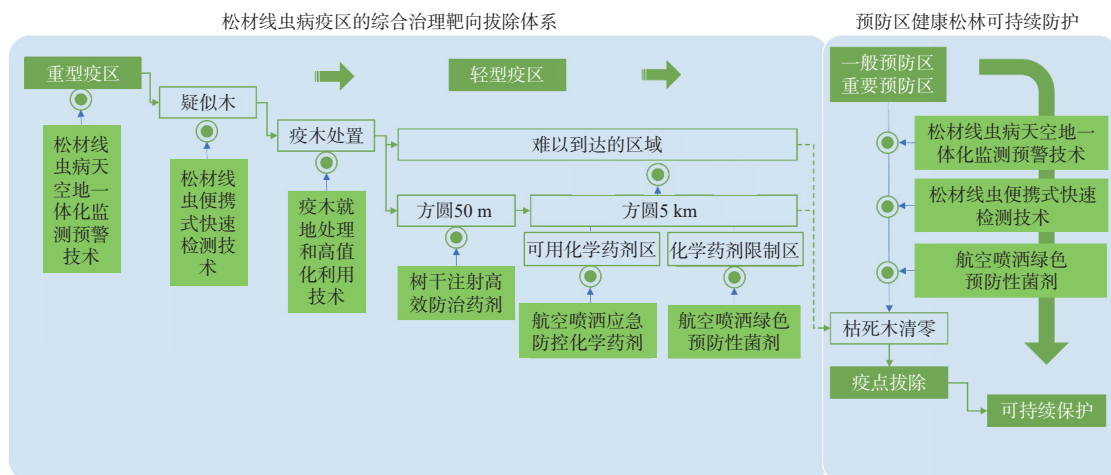 松材线虫病疫区的综合治理靶向拔除体系
预防区健康松林可持续防护
重型疫区
轻型疫区
一般预防区
重要预防区
疑似木
疫木处置
难以到达的区域
松材线
虫病天
空地一
体化监
测预警
技术
松材线
虫便携
式快速
检测技
术
疫木就
地处理
和高值
化利用
技术
方圆50 m
方圆5 km
可用化学药剂区
化学药剂限制区
树干注射高
效防治药剂
航空喷洒应急
防控化学药剂
航空喷洒绿色
预防性菌剂
松材线虫病天空地一
体化监测预警技术
松材线虫便携式快速
检测技术
航空喷洒绿色
预防性菌剂
枯死木清零
疫点拔除
可持续保护